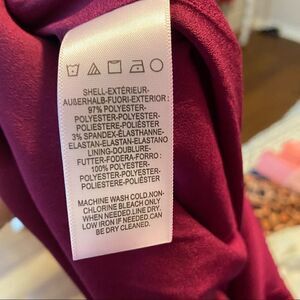 SHELL-EXTÉRIEUR-
AUßERHALB-FUORI-EXTERIOR:
97% POLYESTER-
POLYESTER-POLYESTER-
POLIESTERE-POLIÉSTER
3% SPANDEX-ÉLASTHANNE-
ELASTAN-ELASTAN-ELASTANO
LINING-DOUBLURE-
FUTTER-FODERA-FORRO:
100% POLYESTER-
POLYESTER-POLYESTER-
POLIESTERE-POLIÉSTER
MACHINE WASH COLD.NON-
CHLORINE BLEACH ONLY
WHEN NEEDED.LINE DRY.
LOW IRON IF NEEDED.CAN
BE DRY CLEANED.